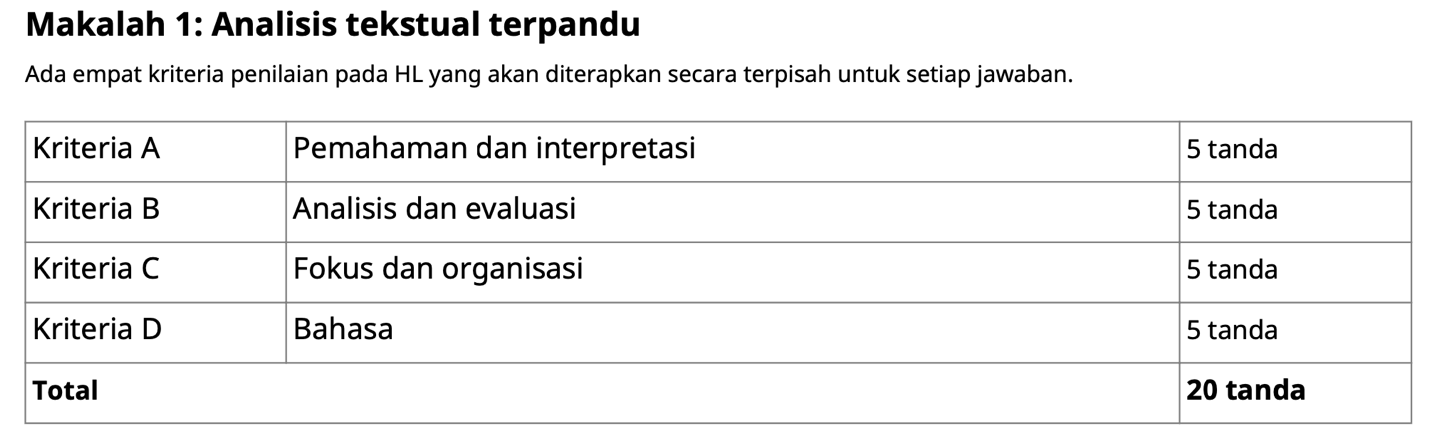 Makalah 1: Analisis tekstual terpandu
Ada empat kriteria penilaian pada HL yang akan diterapkan secara terpisah untuk setiap jawaban.
Kriteria A Pemahaman dan interpretasi 5 tanda
Kriteria B Analisis dan evaluasi 5 tanda
Kriteria C Fokus dan organisasi 5 tanda
Kriteria D Bahasa 5 tanda
Total 20 tanda